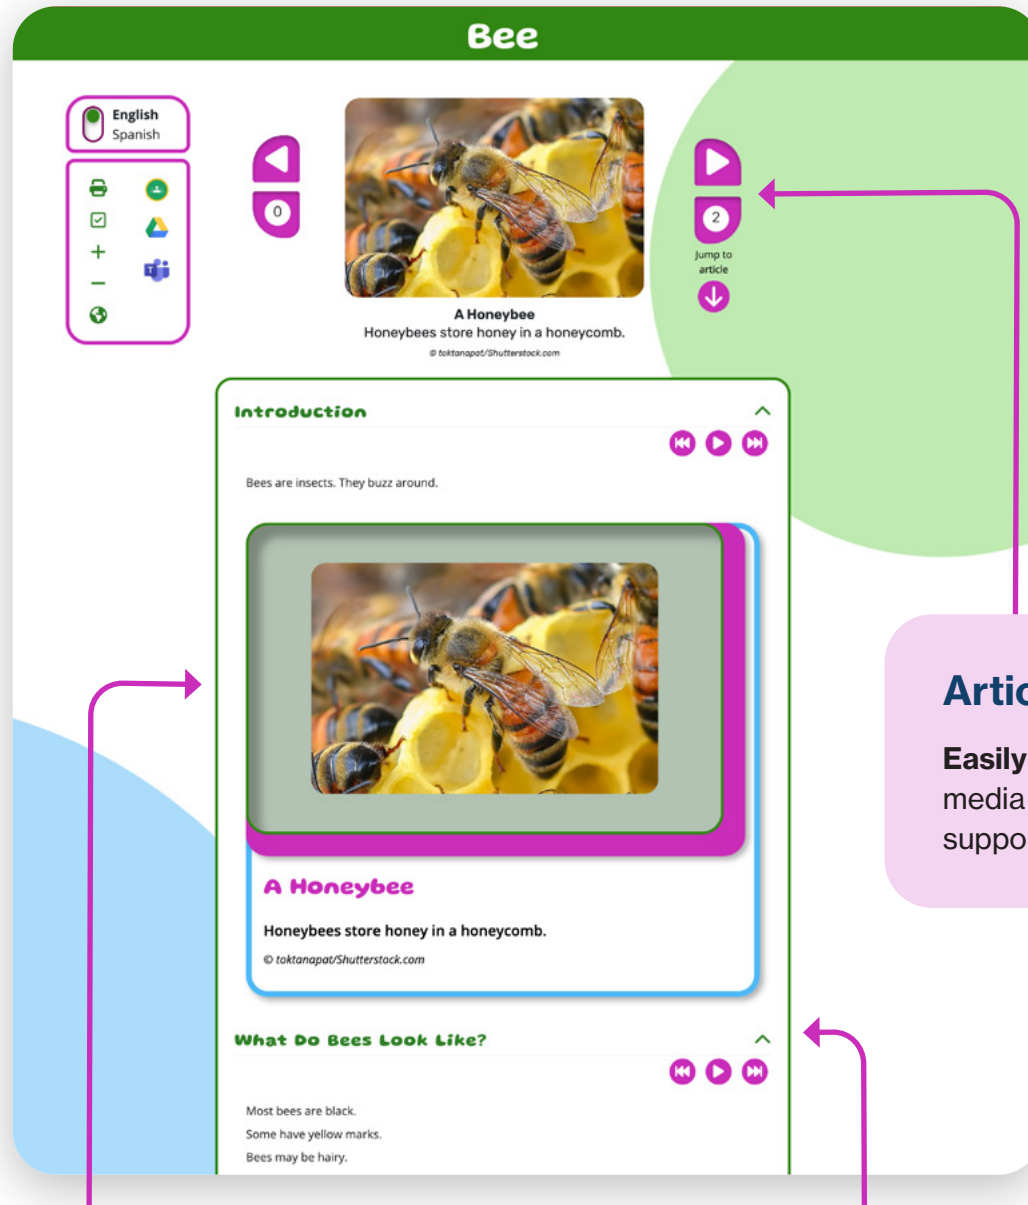 Bee
English
Spanish
0
2
Jump to
article
A Honeybee
Honeybees store honey in a honeycomb.
© toktanapat/Shutterstock.com
Introduction
Bees are insects. They buzz around.
A Honeybee
Honeybees store honey in a honeycomb.
© toktanapat/Shutterstock.com
What Do Bees Look Like?
Most bees are black.
Some have yellow marks.
Bees may be hairy.
Easily
media